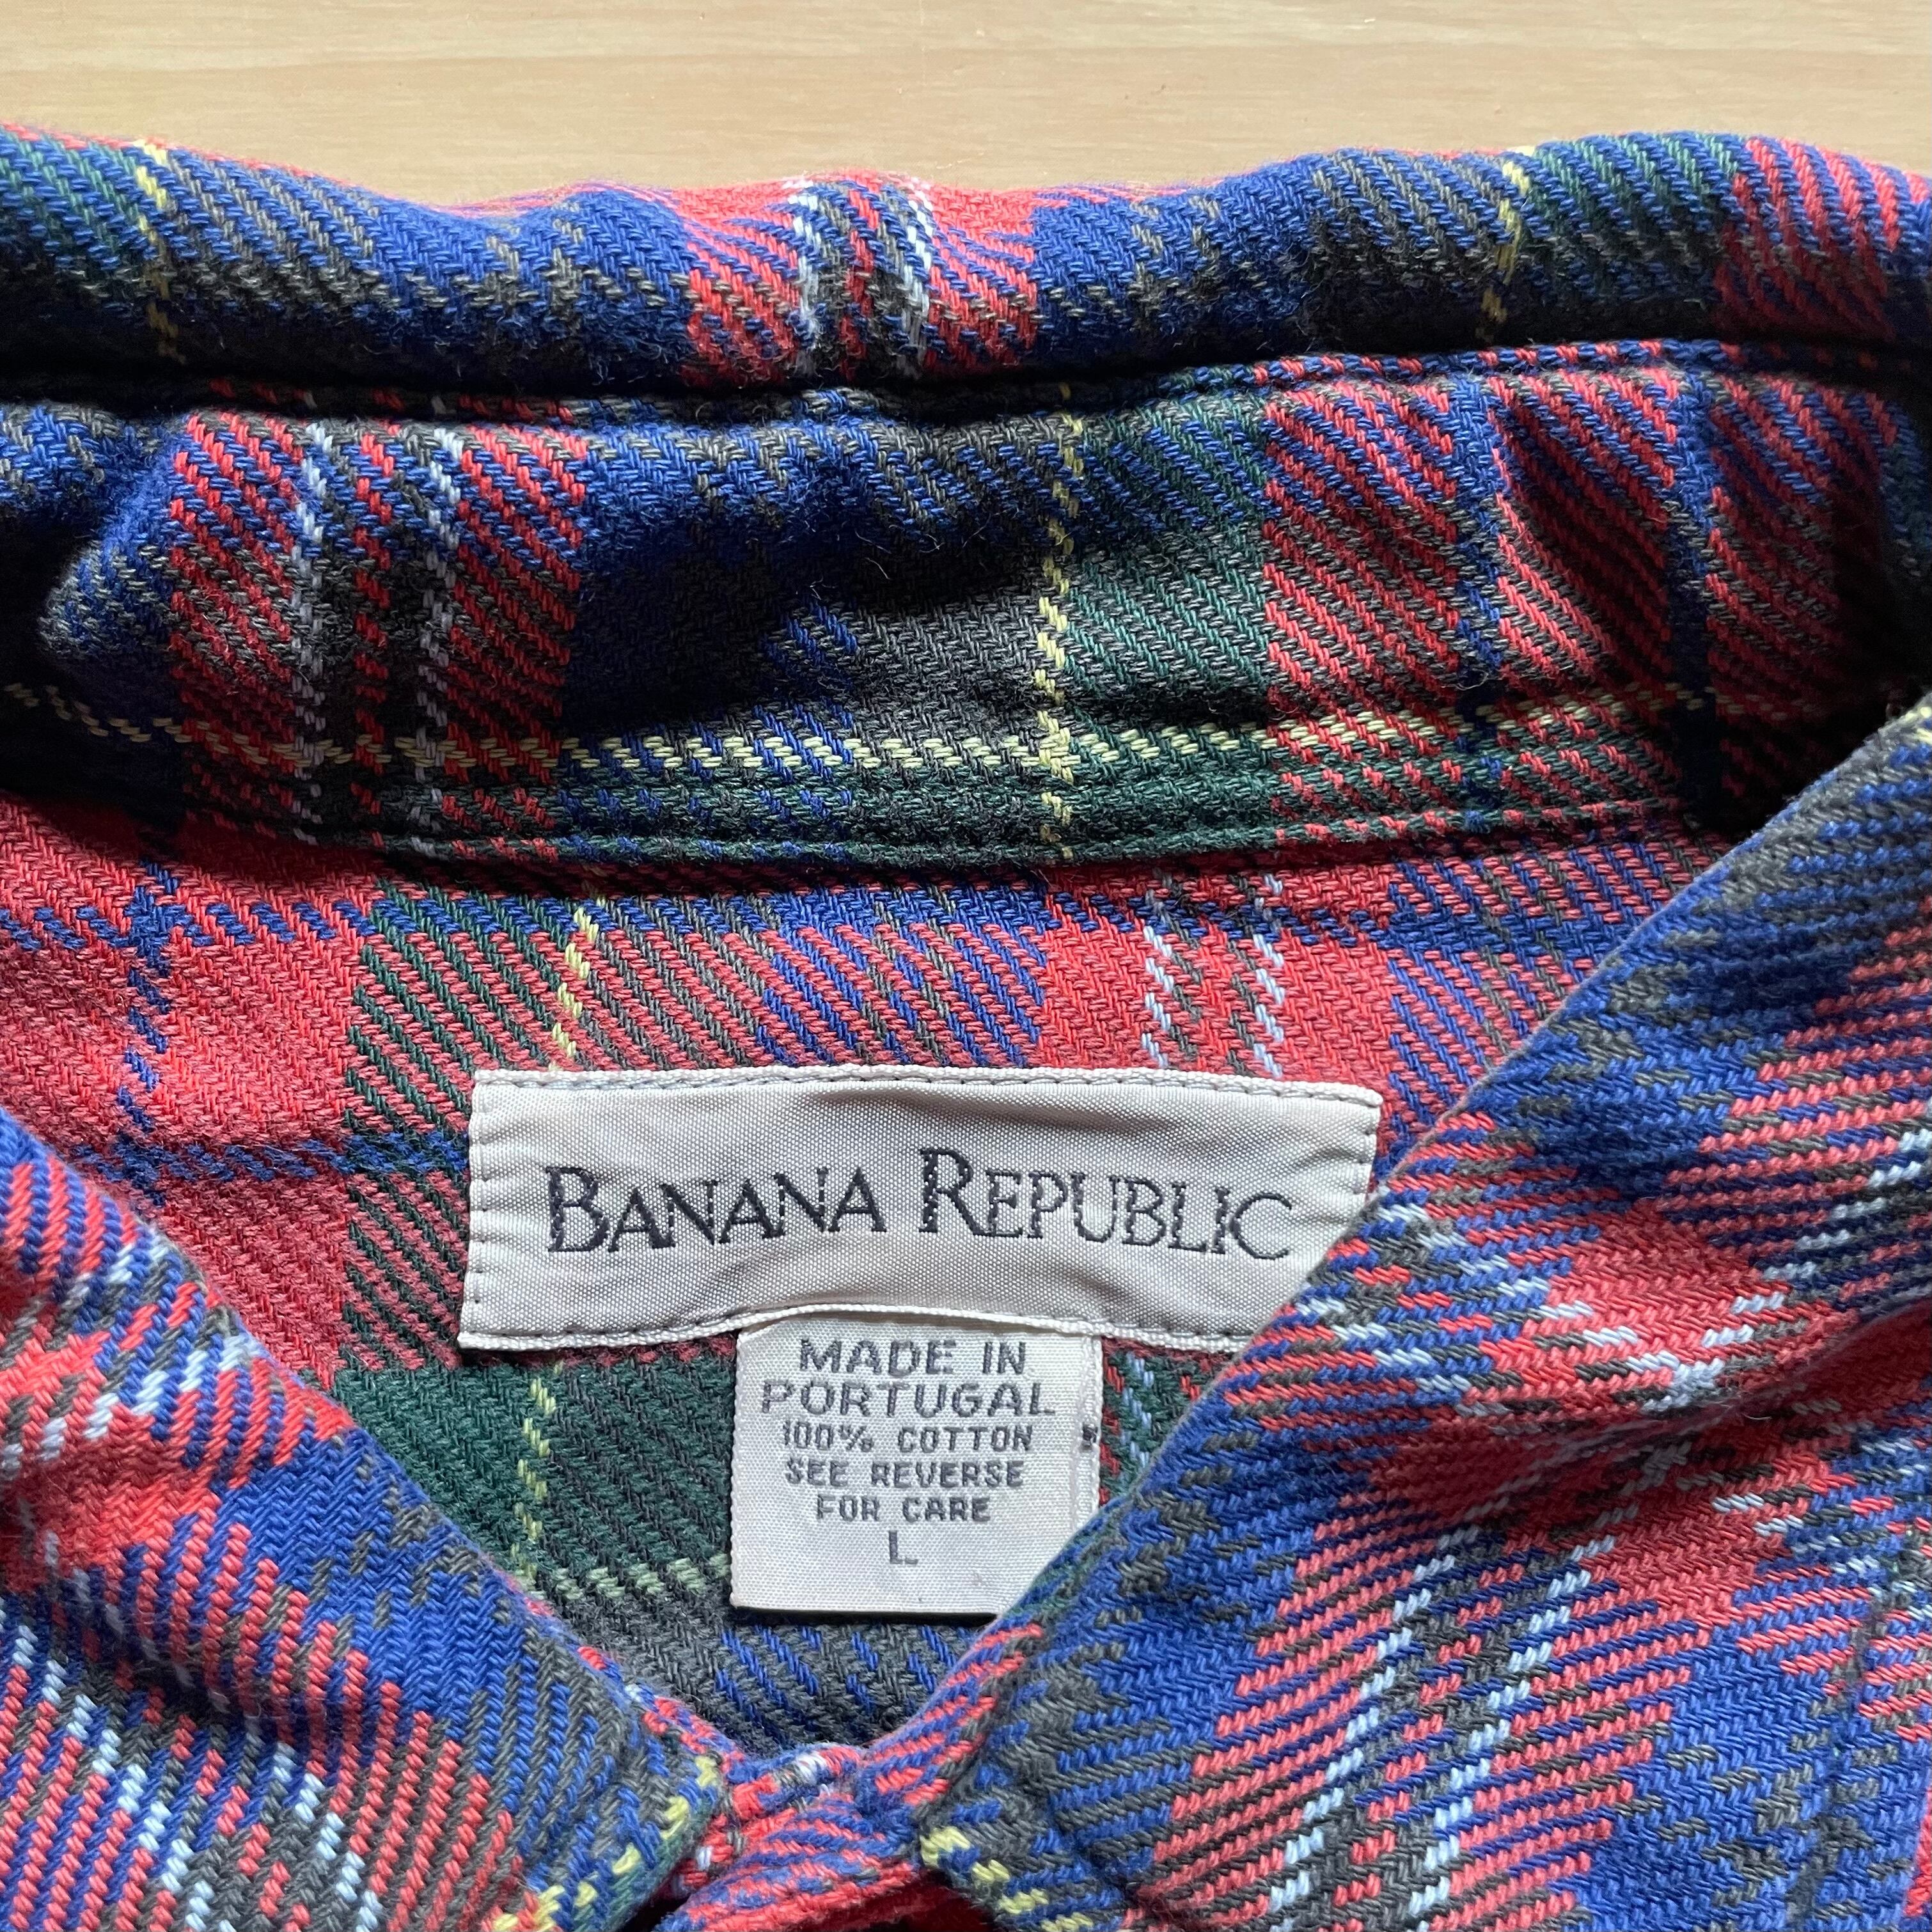 BANANA REPUBLIC
MADE IN
PORTUGAL
100% COTTON
SEE REVERSE
FOR CARE
L